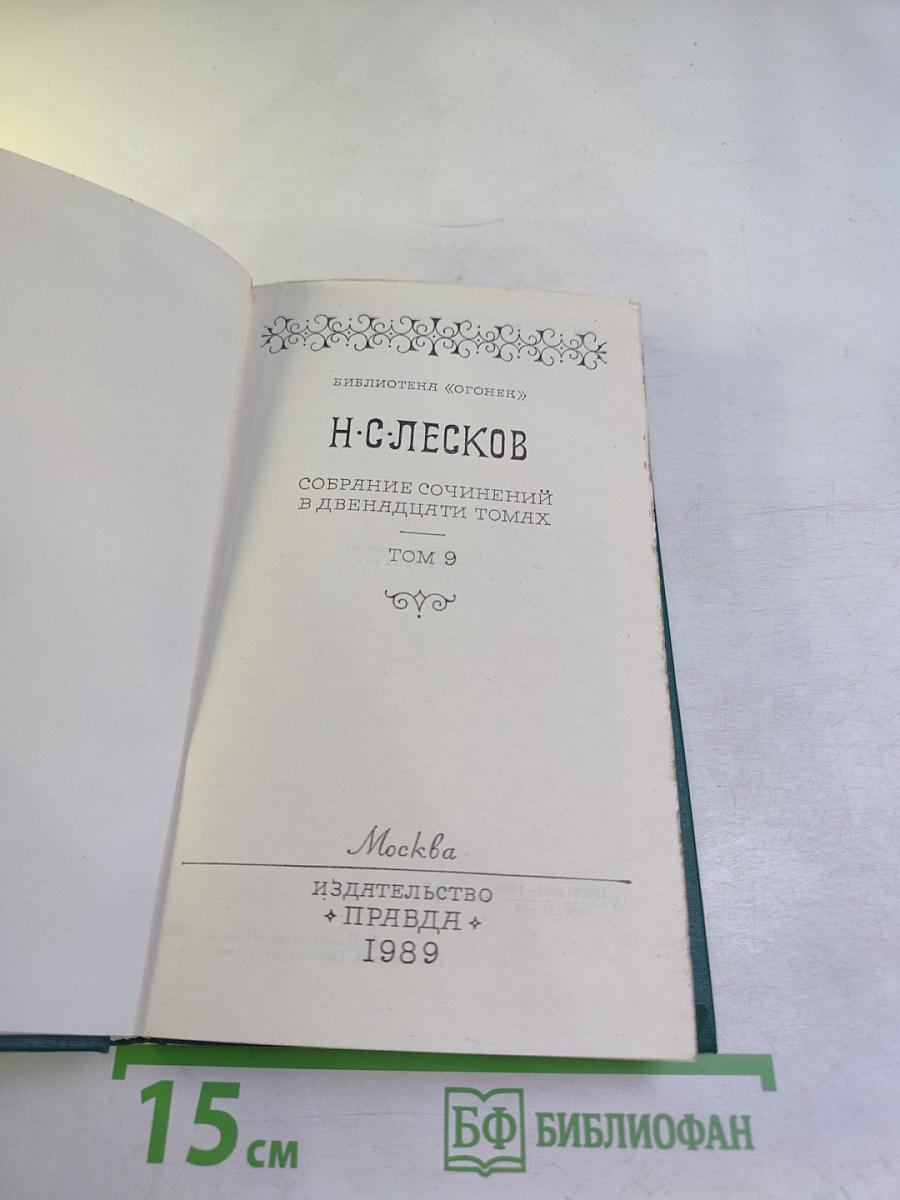 БИБЛИОТЕКА «ОГОНЕК»
Н·С·ЛЕСКОВ
СОБРАНИЕ СОЧИНЕНИЙ
В ДВЕНАДЦАТИ ТОМАХ
ТОМ 9
Москва
ИЗДАТЕЛЬСТВО
ПРАВДА
1989
15 см
БФ БИБЛИОФАН